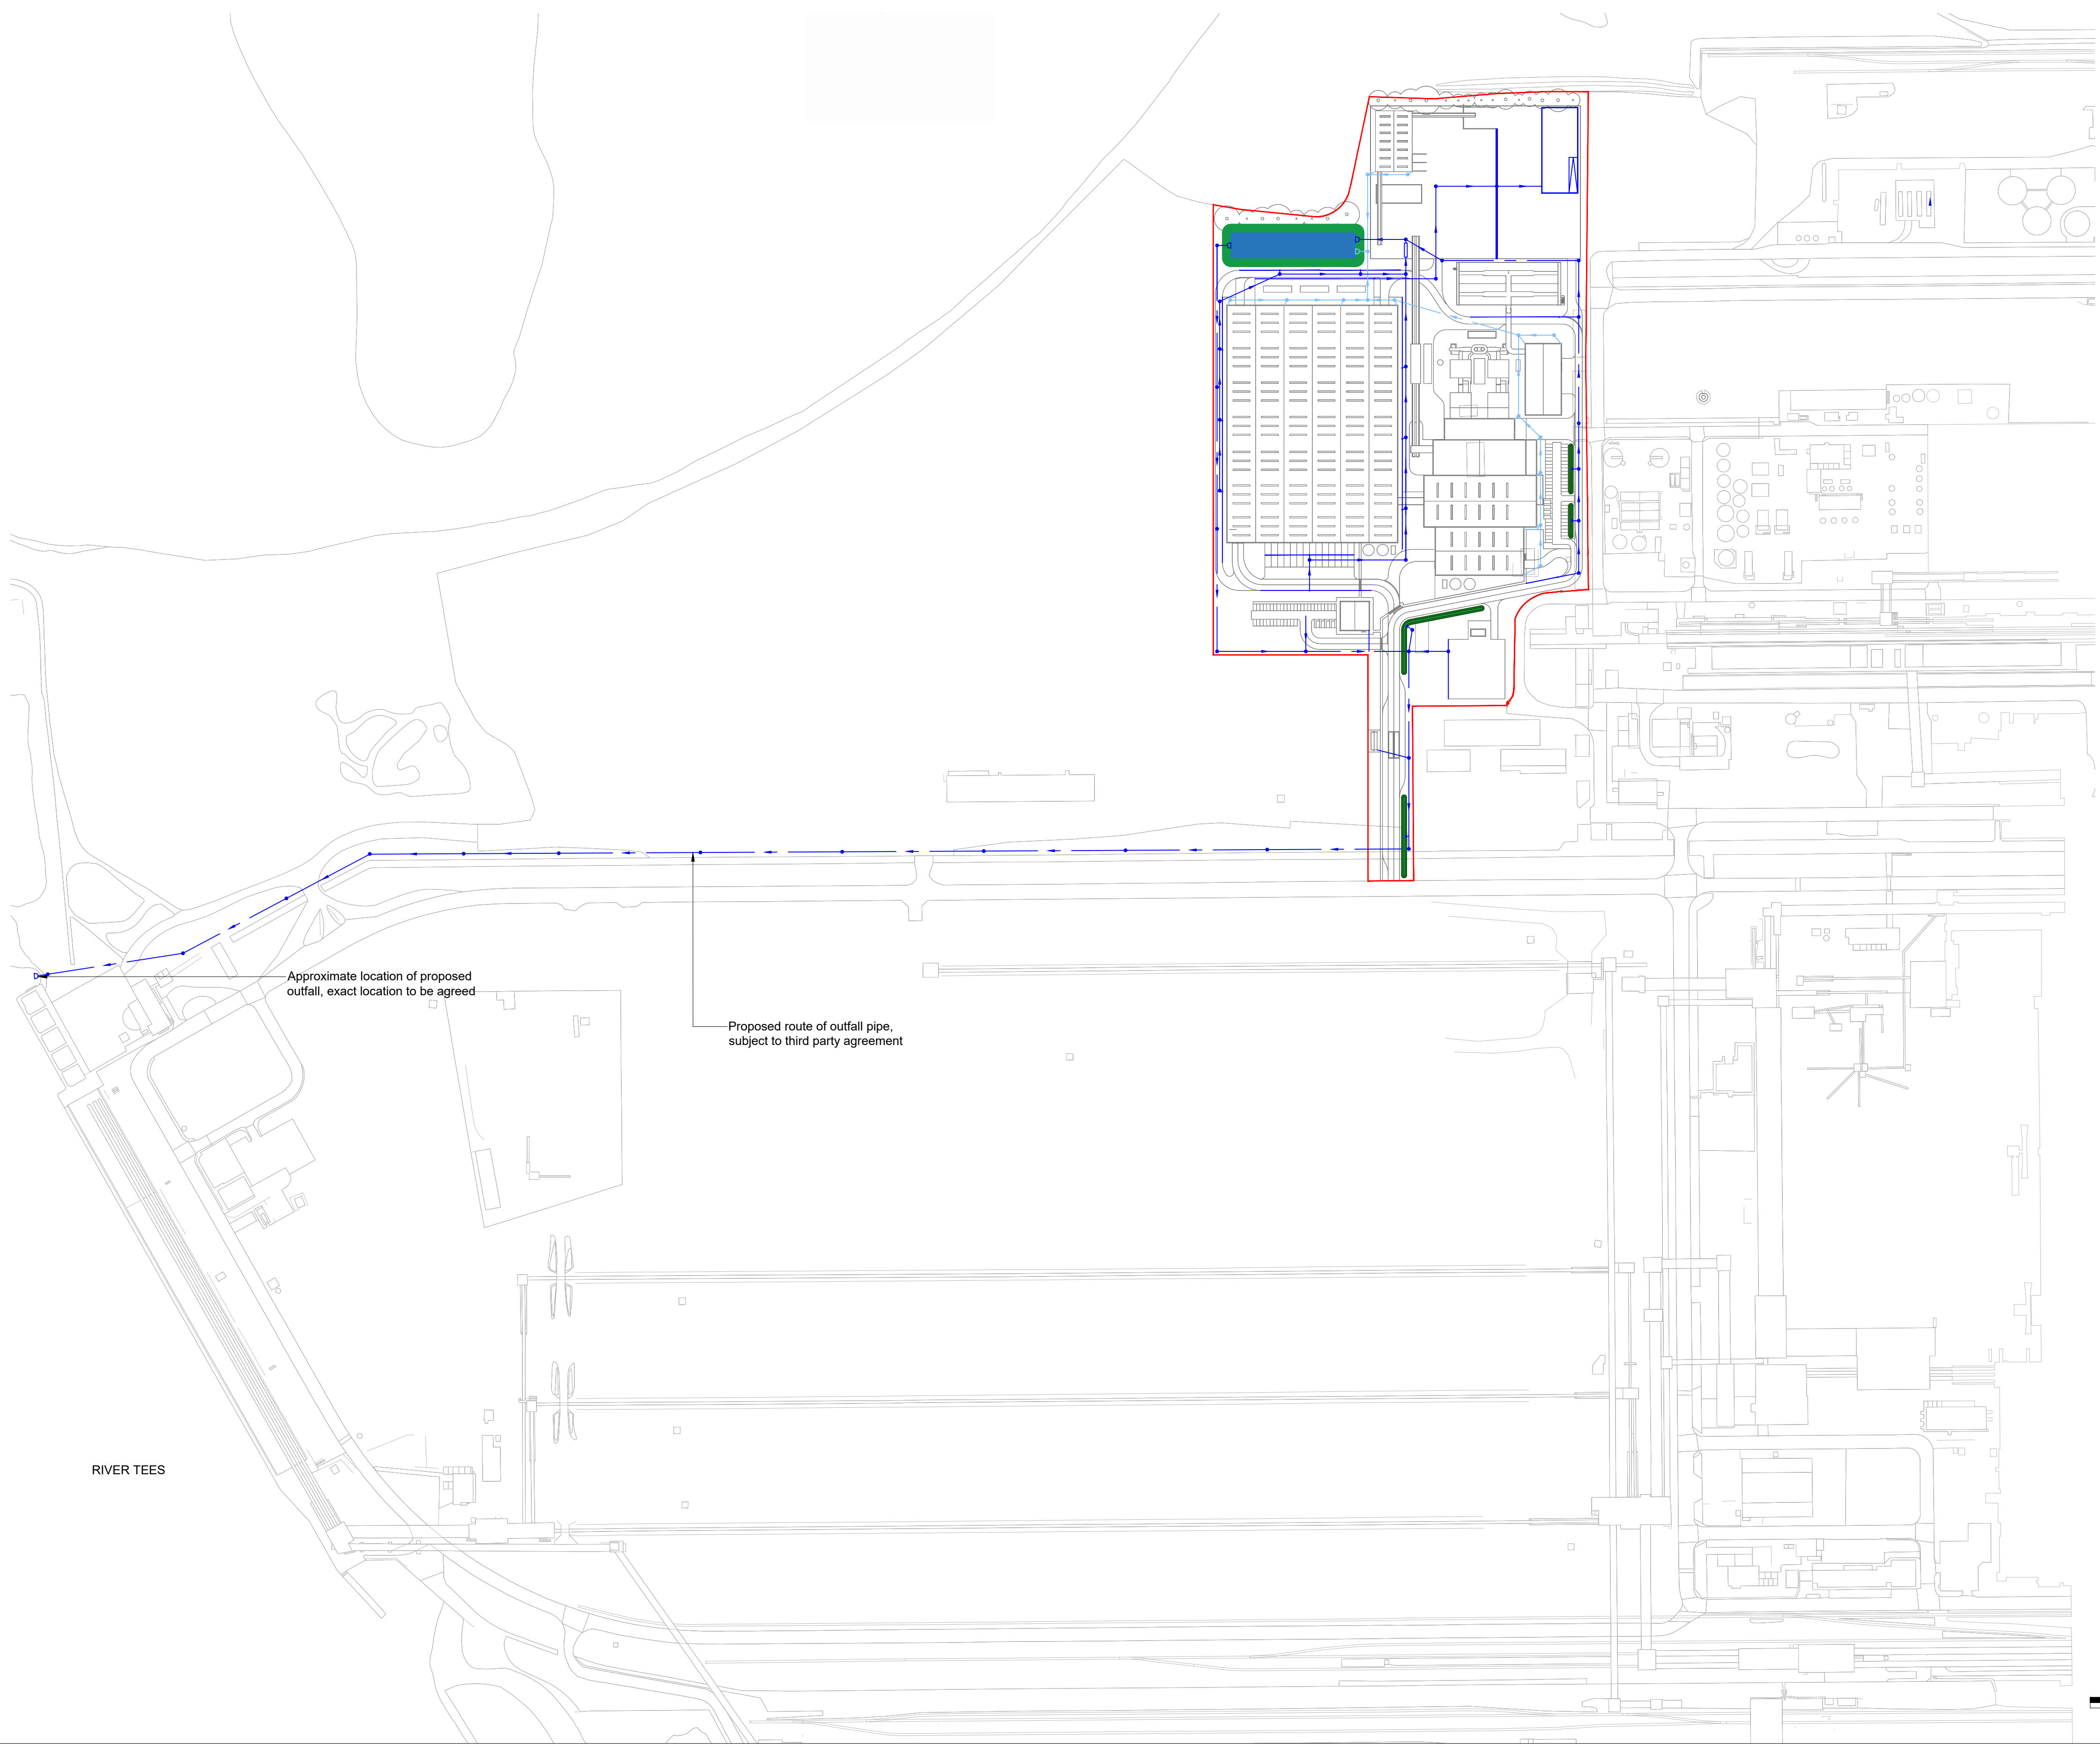 Approximate location of proposed
outfall, exact location to be agreed
Proposed route of outfall pipe,
subject to third party agreement
RIVER TEES